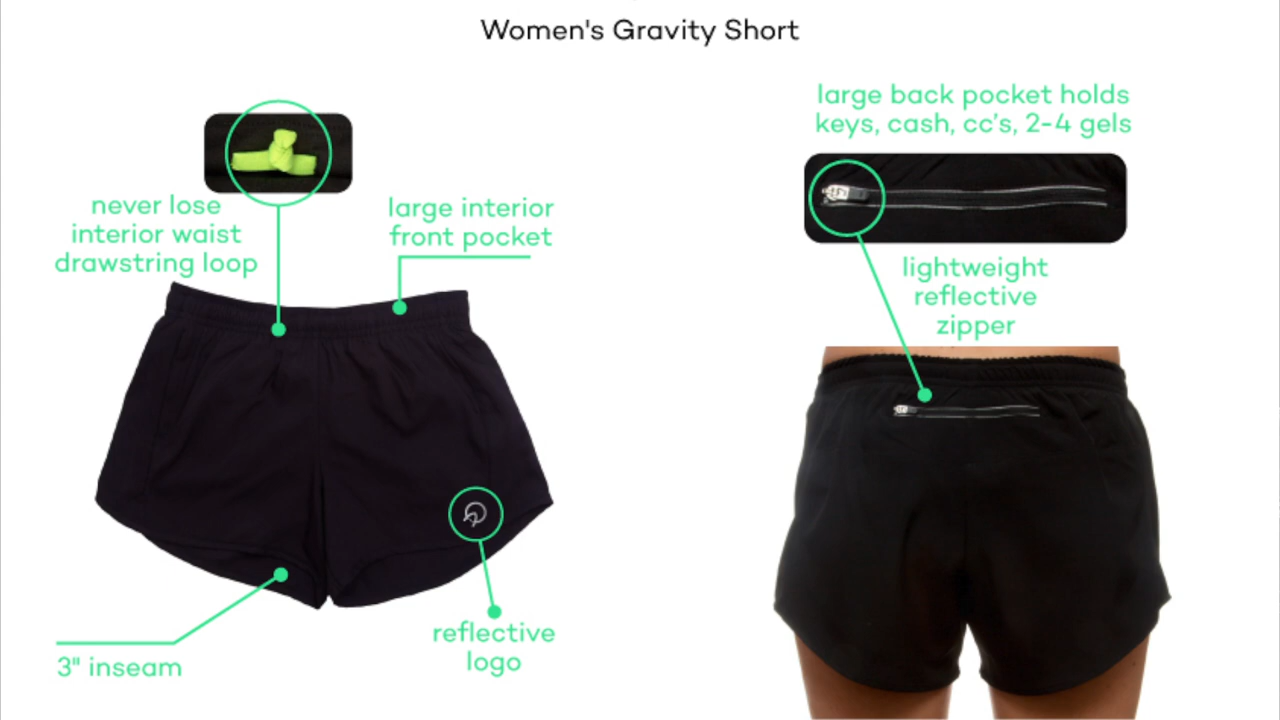 Women's Gravity Short
never lose
interior waist
drawstring loop
large interior
front pocket
3" inseam
reflective
logo
large back pocket holds
keys, cash, cc's, 2-4 gels
lightweight
reflective
zipper